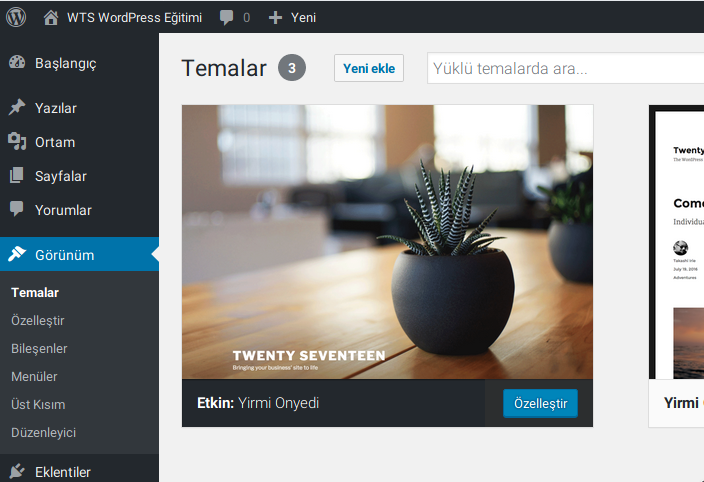 WTS WordPress Eğitimi 0 Yeni
Başlangıç
Yazılar
Ortam
Sayfalar
Yorumlar
Görünüm
Temalar
Özelleştir
Bileşenler
Menüler
Üst Kısım
Düzenleyici
Eklentiler
Temalar 3 Yeni ekle Yüklü temalarda ara...
TWENTY SEVENTEEN
Bringing your business' site to life
Etkin: Yirmi Onyedi Özelleştir
Twenty
The WordPress
Come
Individua
Takashi Irie
July 19, 2016
Adventures
Yirmi